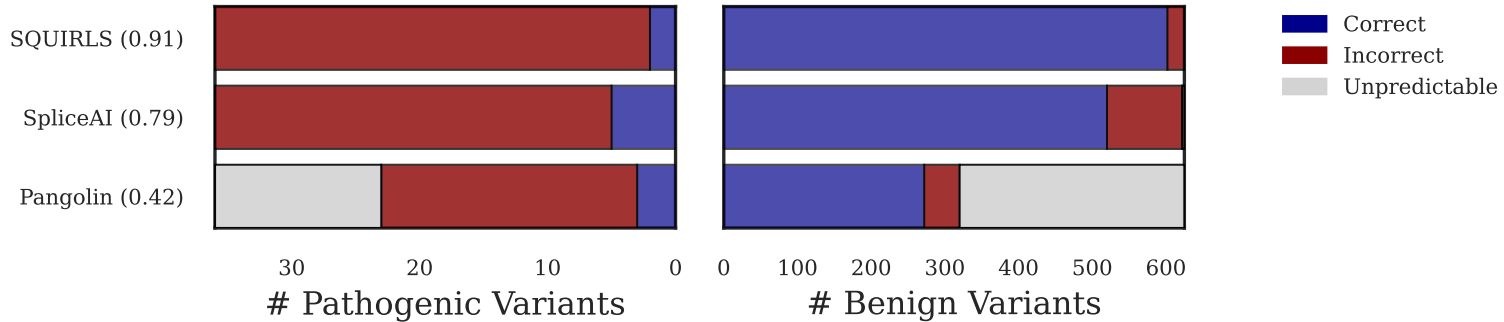 SQUIRLS (0.91)
SpliceAI (0.79)
Pangolin (0.42)
30 20 10 0
# Pathogenic Variants
0 100 200 300 400 500 600
# Benign Variants
Correct
Incorrect
Unpredictable